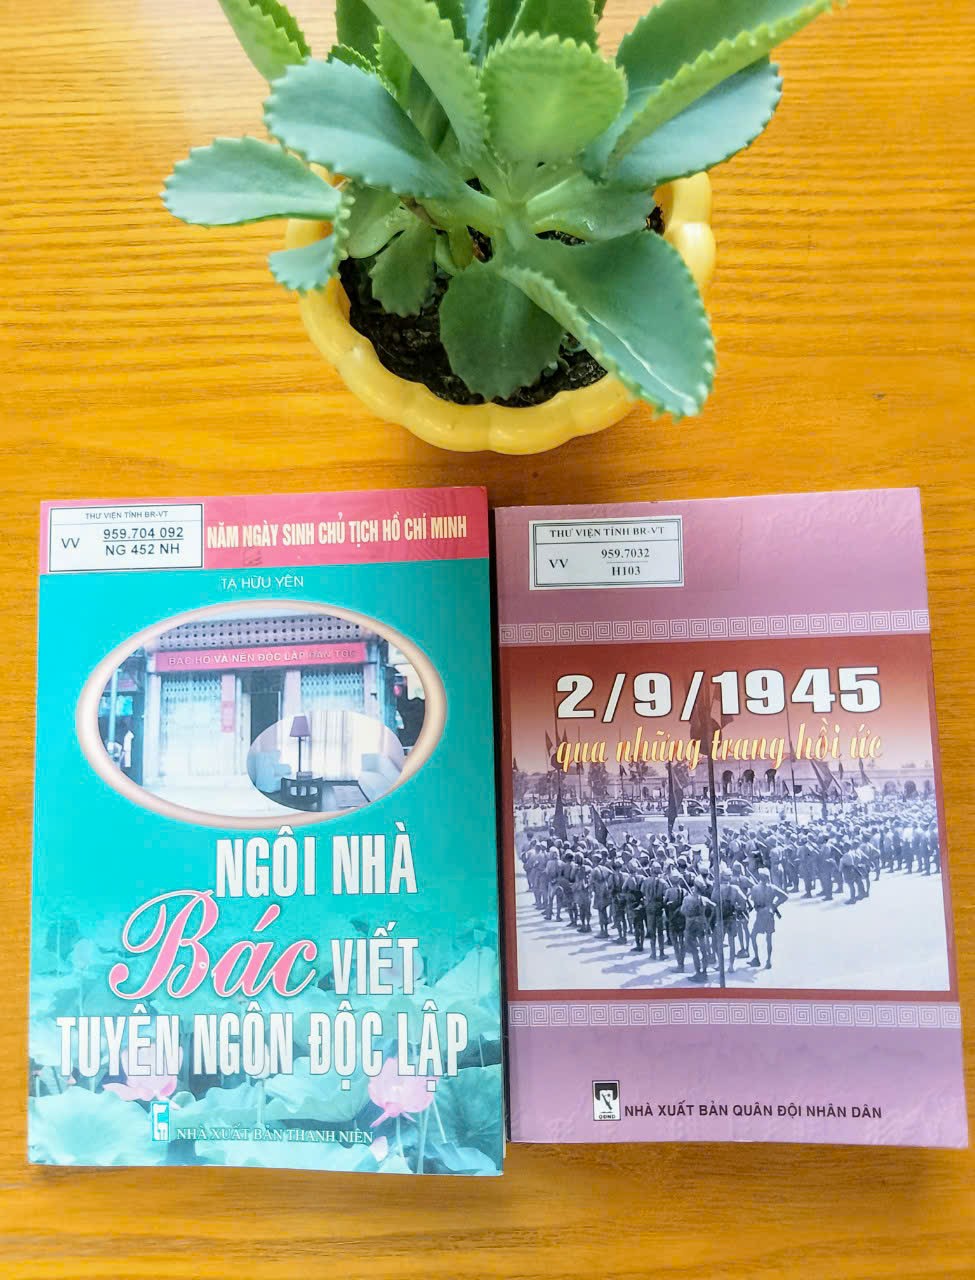 THƯ VIỆN TỈNH BR-VT
VV
959.704 092
NG 452 NH
NĂM NGÀY SINH CHỦ TỊCH HỒ CHÍ MINH
TẠ HỮU YÊN
BÁC HỒ VÀ NỀN ĐỘC LẬP DÂN TỘC
NGÔI NHÀ
Bác VIẾT
TUYÊN NGÔN ĐỘC LẬP
NHÀ XUẤT BẢN THANH NIÊN
THƯ VIỆN TỈNH BR-VT
VV
959.7032
H103
2/9/1945
qua những trang hồi ức
QĐND
NHÀ XUẤT BẢN QUÂN ĐỘI NHÂN DÂN